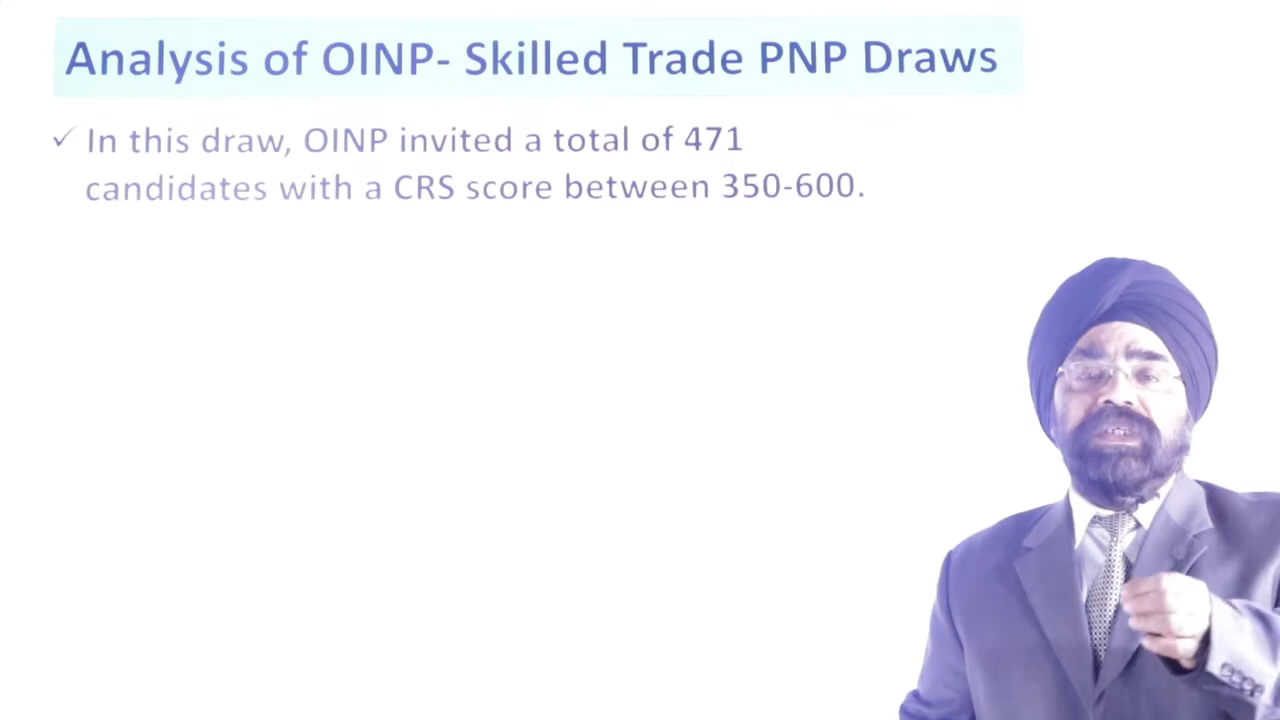 Analysis of OINP- Skilled Trade PNP Draws
✓ In this draw, OINP invited a total of 471
candidates with a CRS score between 350-600.